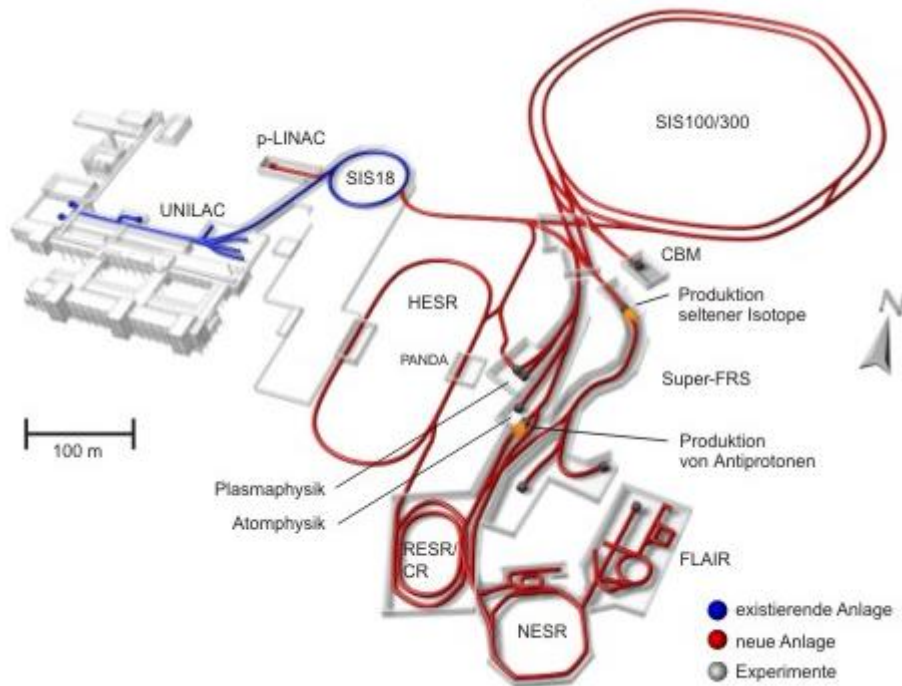 SIS100/300
p-LINAC
SIS18
UNILAC
CBM
HESR
Produktion
seltener Isotope
N
PANDA
Super-FRS
100 m
Produktion
von Antiprotonen
Plasmaphysik
Atomphysik
RESR/
CR
FLAIR
NESR
existierende Anlage
neue Anlage
Experimente